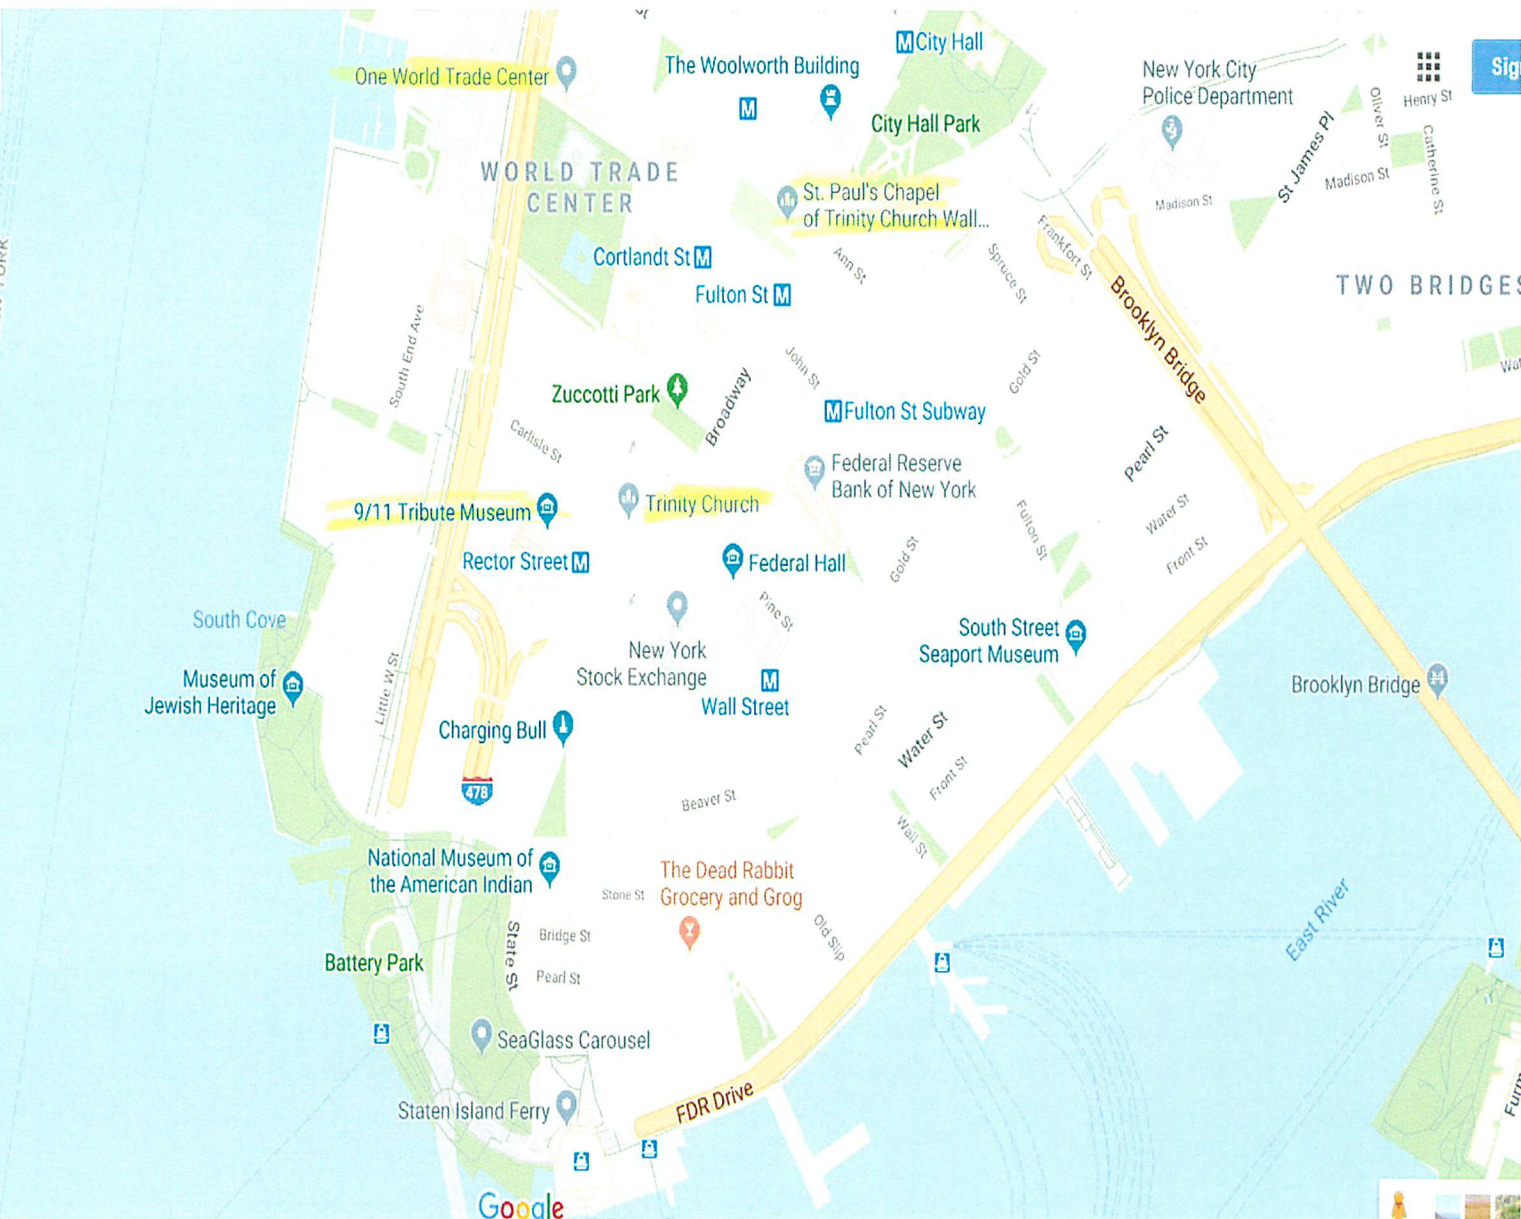 City Hall
The Woolworth Building
One World Trade Center
New York City
Police Department
Sig
Henry St
Oliver St
Catherine St
City Hall Park
St James Pl
Madison St
Madison St
WORLD TRADE
CENTER
St. Paul's Chapel
of Trinity Church Wall...
Frankfort St
Cortlandt St
Ann St
Spruce St
Fulton St
TWO BRIDGES
Brooklyn Bridge
South End Ave
John St
Gold St
Zuccotti Park
Broadway
Fulton St Subway
Carlisle St
Pearl St
Federal Reserve
Bank of New York
9/11 Tribute Museum
Trinity Church
Water St
Fulton St
Front St
Rector Street
Federal Hall
Gold St
South Cove
Pine St
New York
Stock Exchange
South Street
Seaport Museum
Museum of
Jewish Heritage
Little W St
Wall Street
Brooklyn Bridge
Charging Bull
Pearl St
Water St
Front St
478
Beaver St
Wall St
National Museum of
the American Indian
The Dead Rabbit
Grocery and Grog
Stone St
Old Slip
East River
State St
Bridge St
Battery Park
Pearl St
SeaGlass Carousel
Staten Island Ferry
FDR Drive
Google